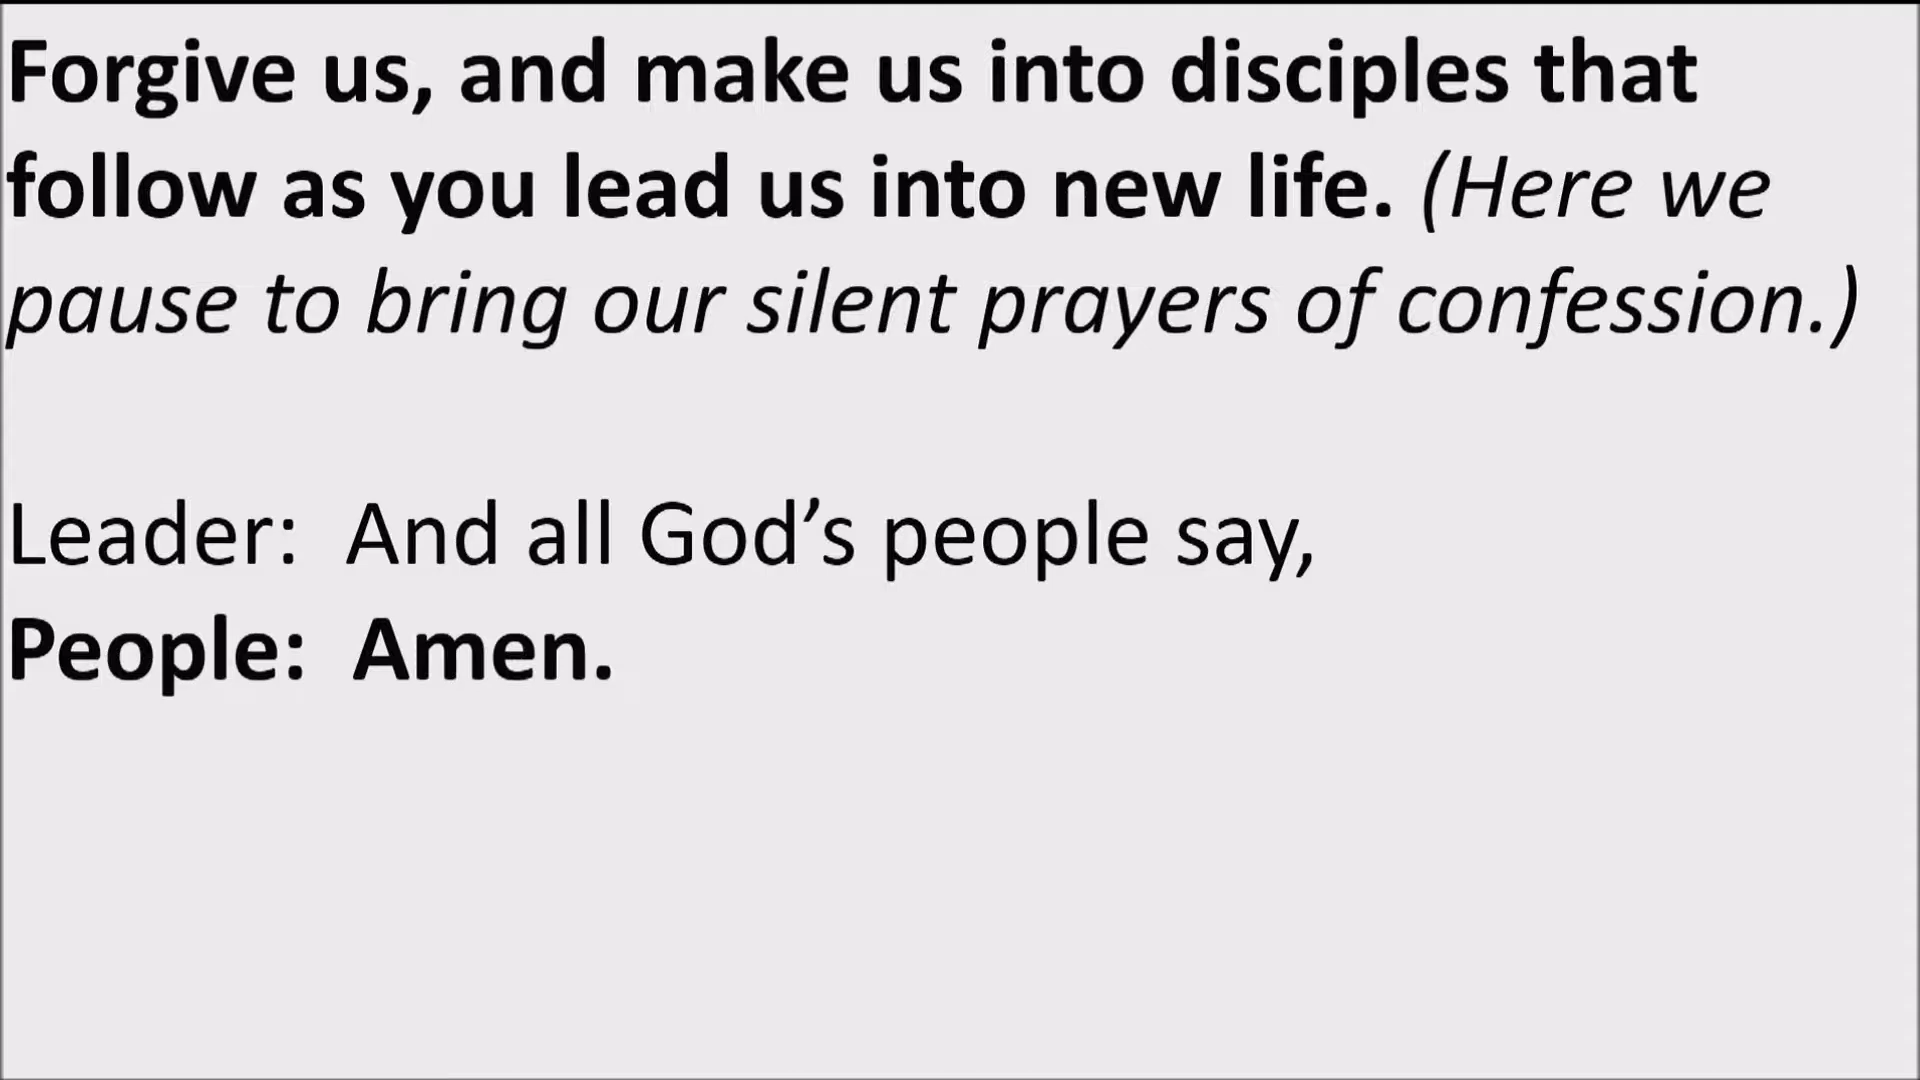 Forgive us, and make us into disciples that
follow as you lead us into new life. (Here we
pause to bring our silent prayers of confession.)
Leader:  And all God’s people say,
People:  Amen.